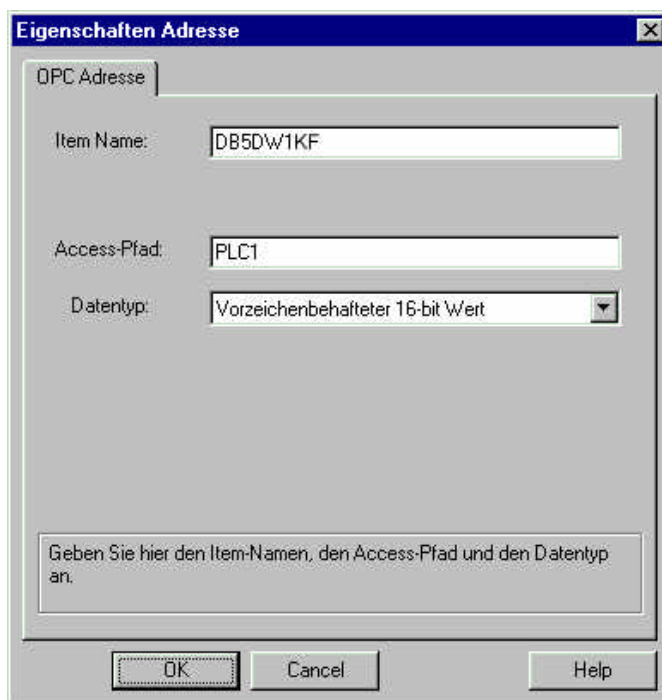 Eigenschaften Adresse
OPC Adresse
Item Name: DB5DW1KF
Access-Pfad: PLC1
Datentyp: Vorzeichenbehafteter 16-bit Wert
Geben Sie hier den Item-Namen, den Access-Pfad und den Datentyp
an.
OK Cancel Help